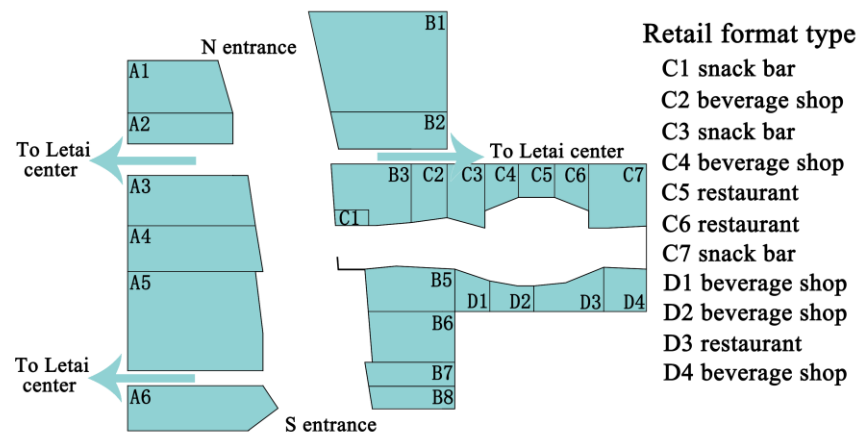 N entrance
B1
A1
A2
B2
To Letai
center
To Letai center
A3
B3
C2
C3
C4
C5
C6
C7
C1
A4
A5
B5
D1
D2
D3
D4
B6
To Letai
center
B7
A6
B8
S entrance
Retail format type
C1 snack bar
C2 beverage shop
C3 snack bar
C4 beverage shop
C5 restaurant
C6 restaurant
C7 snack bar
D1 beverage shop
D2 beverage shop
D3 restaurant
D4 beverage shop